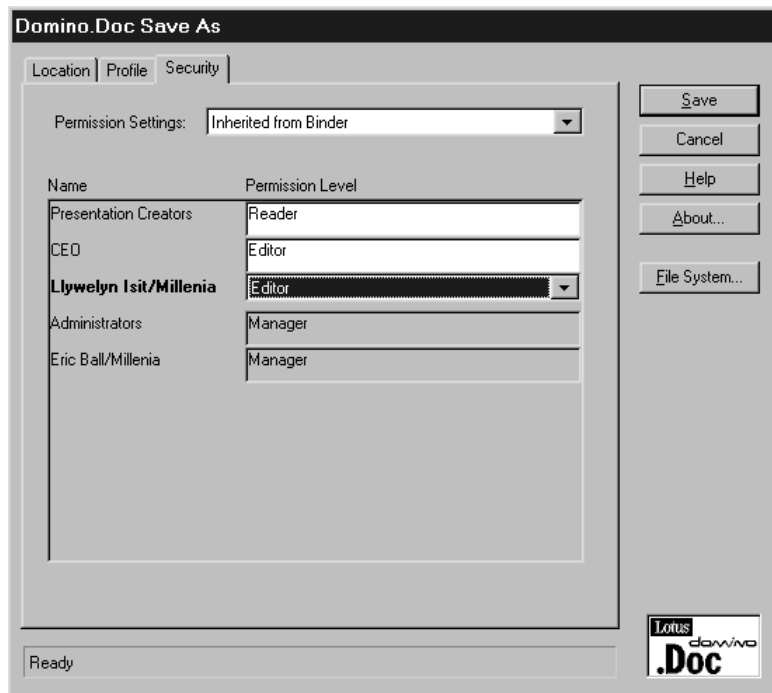 Domino.Doc Save As
Location Profile Security
Permission Settings: Inherited from Binder
Name Permission Level
Presentation Creators Reader
CEO Editor
Llywelyn Isit/Millenia Editor
Administrators Manager
Eric Ball/Millenia Manager
Save
Cancel
Help
About...
File System...
Ready
Lotus
domino
.Doc